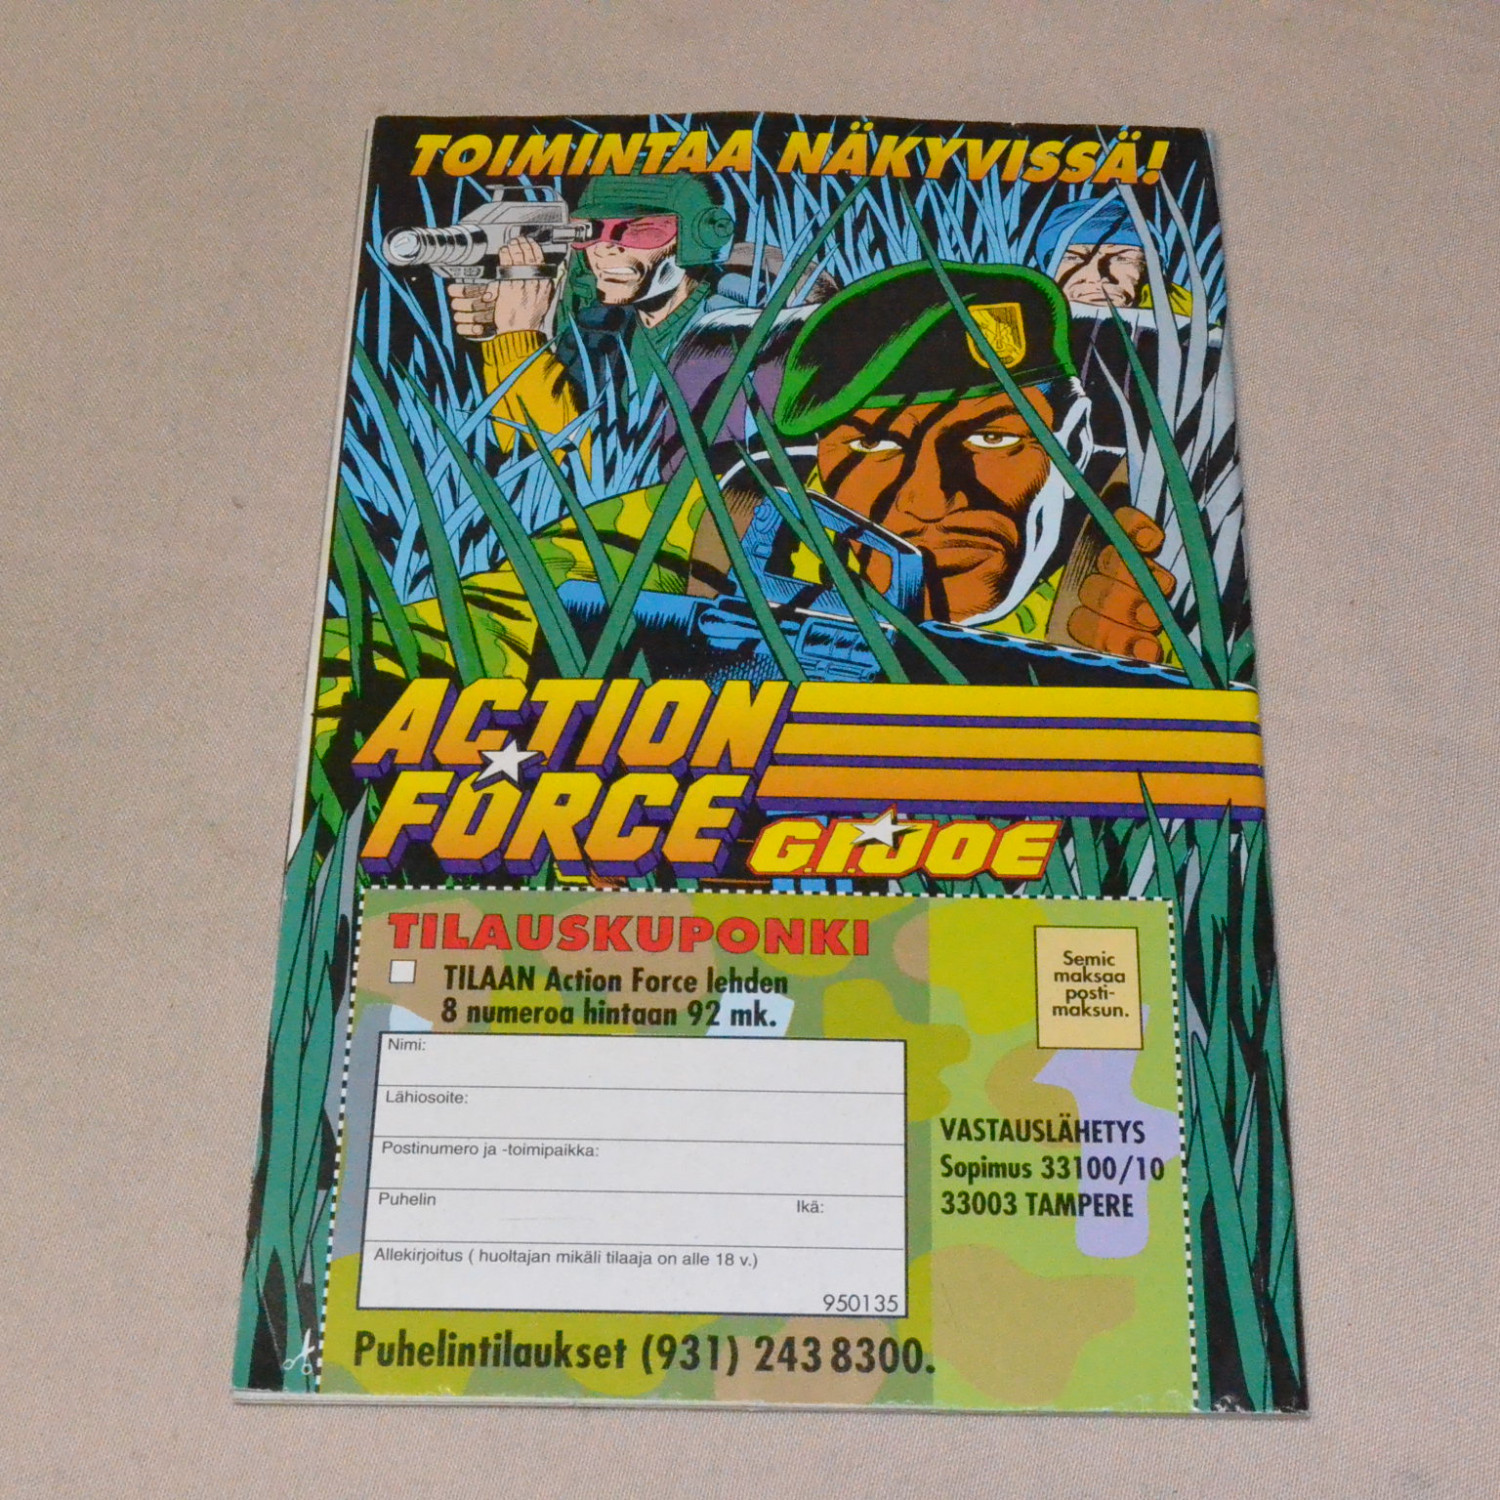 TOIMINTAA NÄKYVISSÄ!
ACTION
FORCE
G.I.JOE
TILAUSKUPONKI
TILAAN Action Force lehden
8 numeroa hintaan 92 mk.
Semic
maksaa
posti-
maksun.
Nimi:
Lähiosoite:
Postinumero ja -toimipaikka:
Puhelin Ikä:
Allekirjoitus ( huoltajan mikäli tilaaja on alle 18 v.)
950135
VASTAUSLÄHETYS
Sopimus 33100/10
33003 TAMPERE
Puhelintilaukset (931) 243 8300.